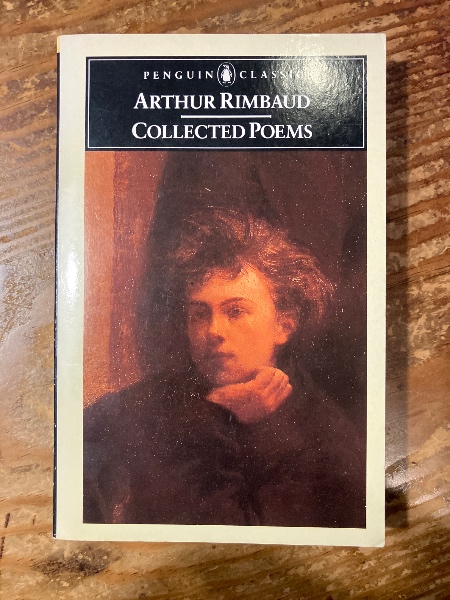 PENGUIN CLASSICS
ARTHUR RIMBAUD
COLLECTED POEMS